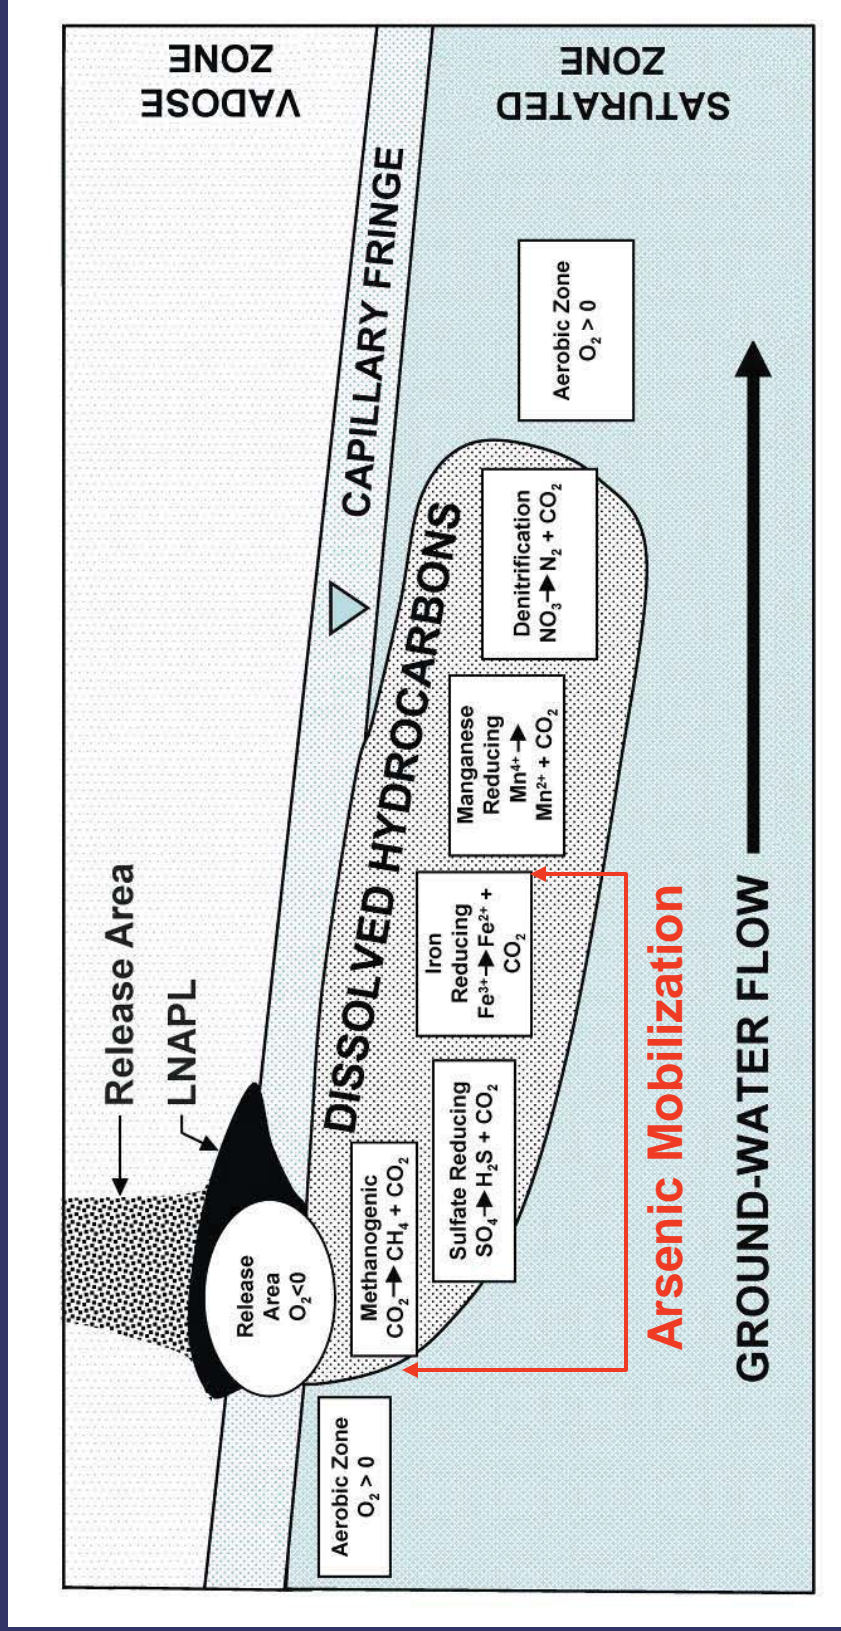 Release Area
LNAPL
VADOSE
ZONE
CAPILLARY FRINGE
SATURATED
ZONE
Release
Area
O₂<0
DISSOLVED HYDROCARBONS
Aerobic Zone
O₂ > 0
Methanogenic
CO₂→CH₄ + CO₂
Sulfate Reducing
SO₄→H₂S + CO₂
Iron
Reducing
Fe³⁺→Fe²⁺ +
CO₂
Manganese
Reducing
Mn⁴⁺→
Mn²⁺ + CO₂
Denitrification
NO₃→N₂ + CO₂
Aerobic Zone
O₂ > 0
Arsenic Mobilization
GROUND-WATER FLOW